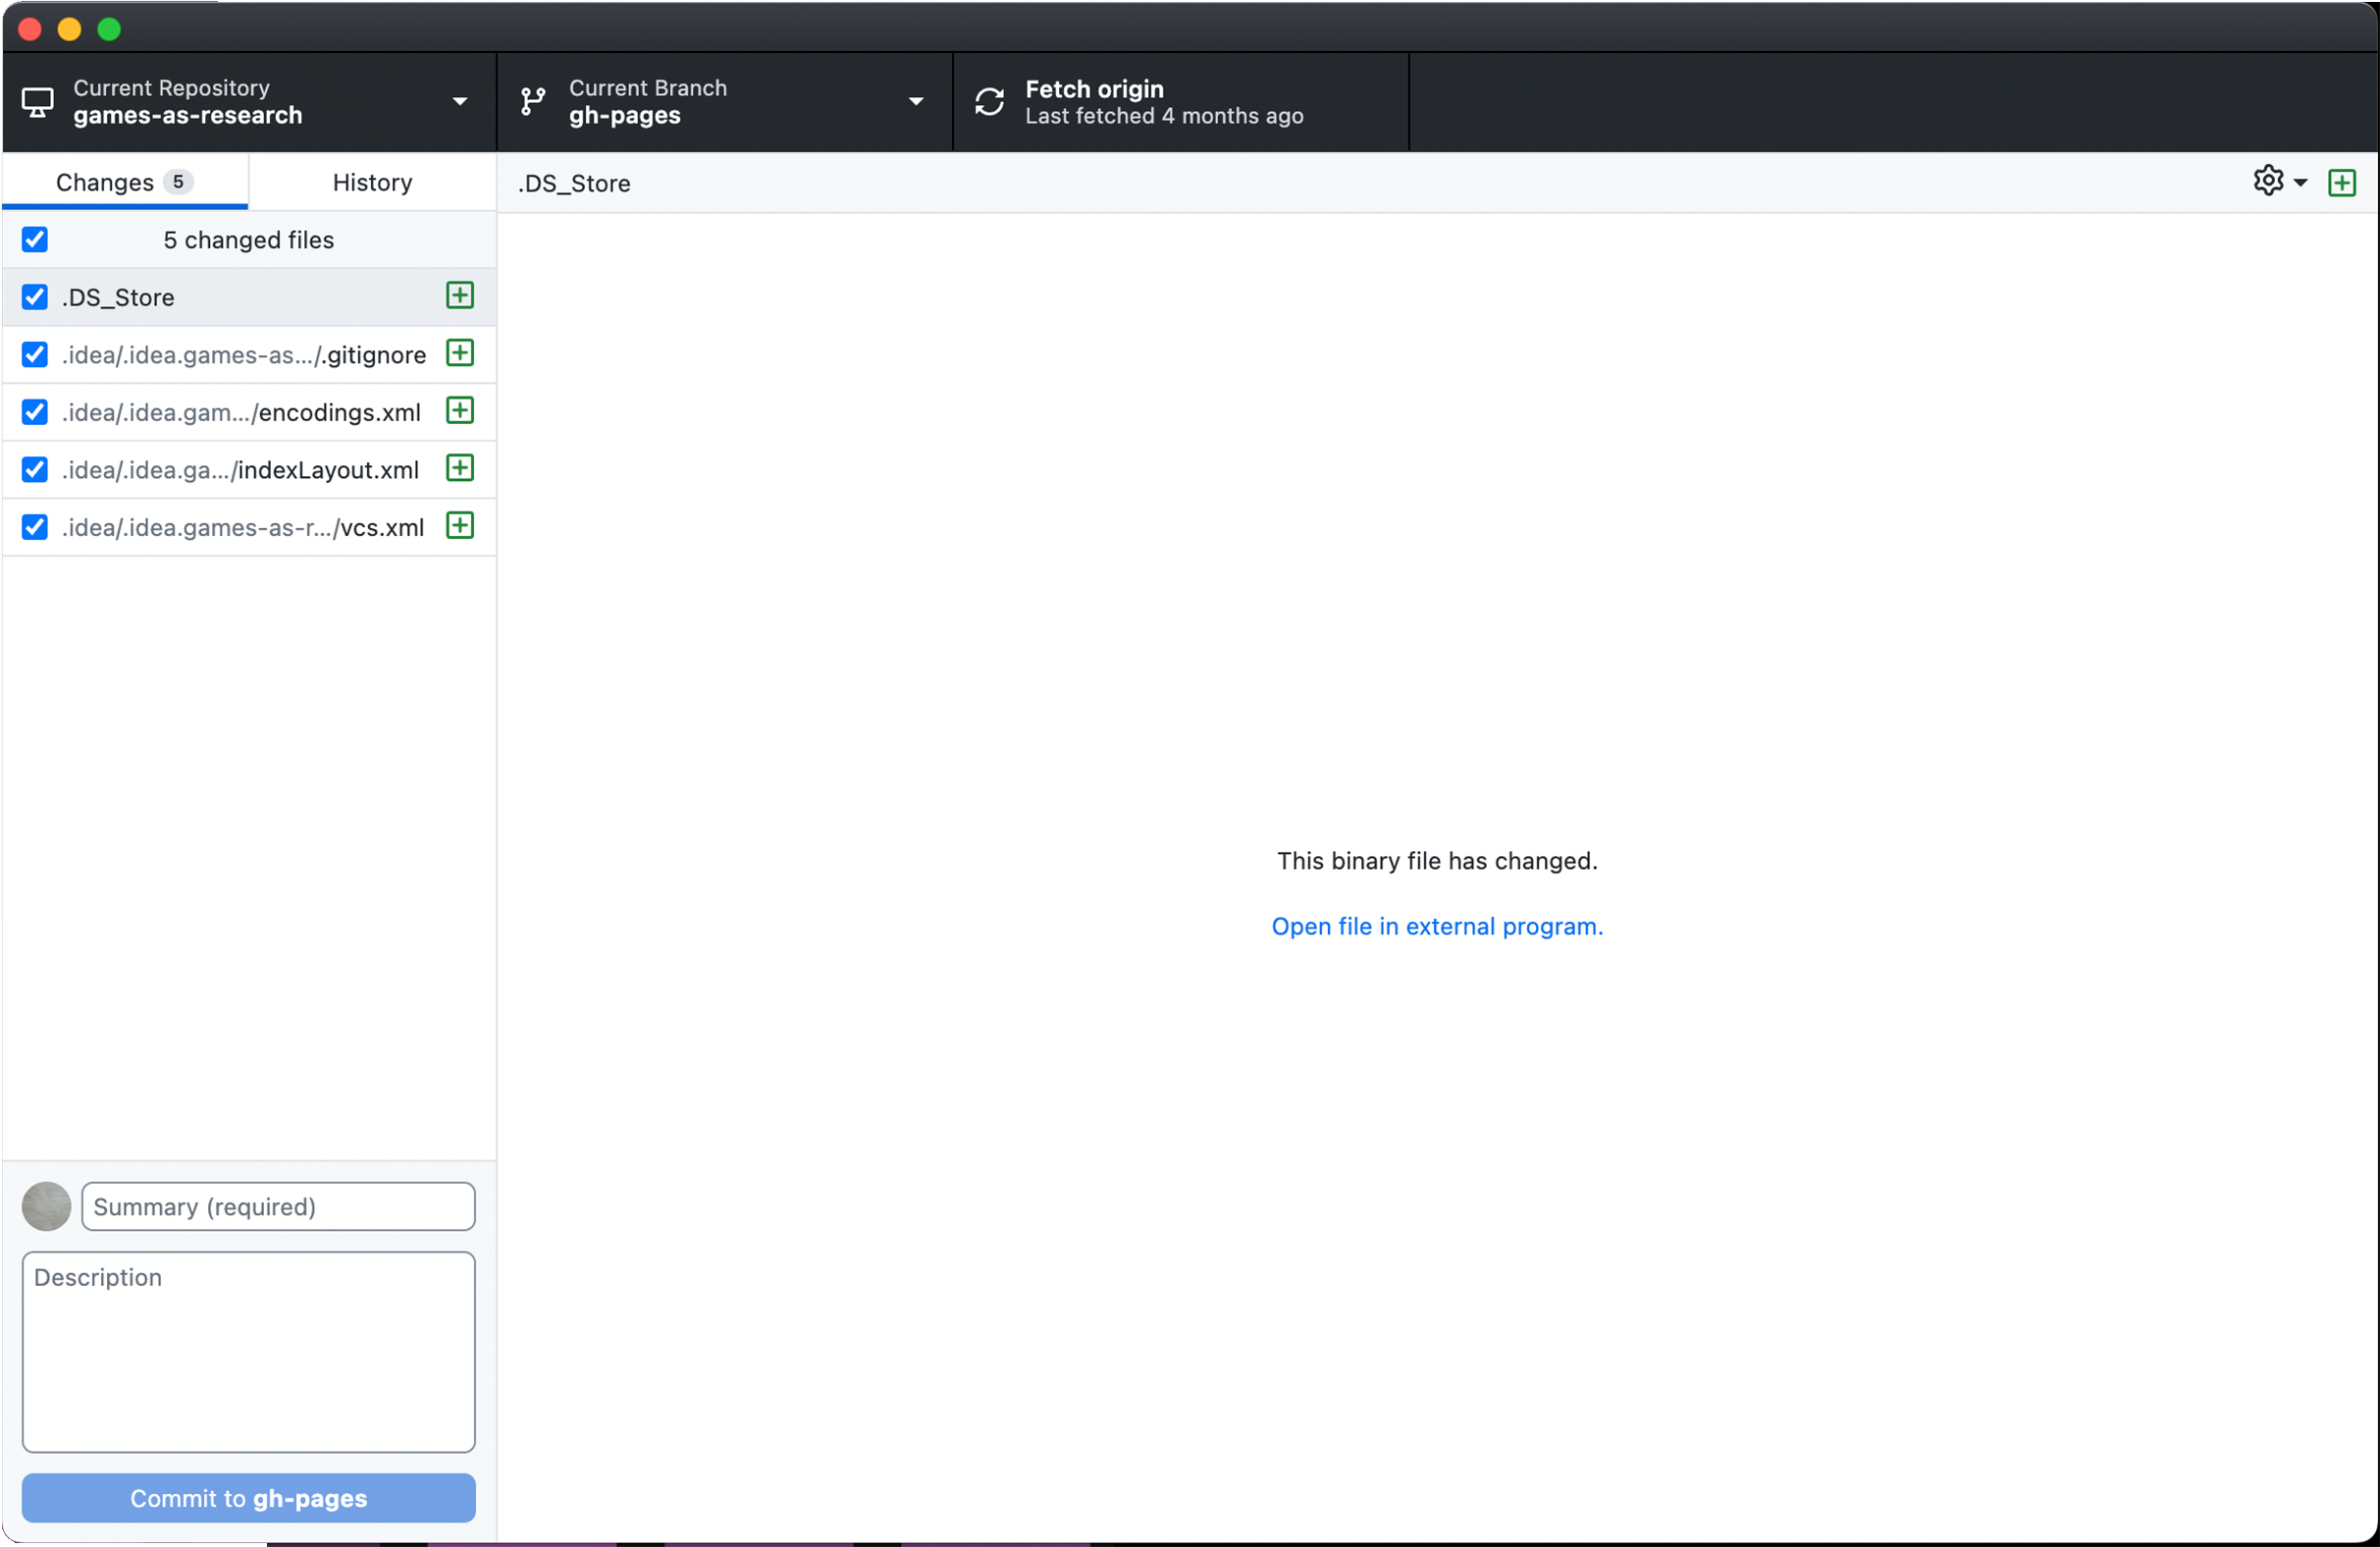 Current Repository
games-as-research
Current Branch
gh-pages
Fetch origin
Last fetched 4 months ago
Changes 5
History
.DS_Store
5 changed files
.DS_Store
.idea/.idea.games-as.../.gitignore
.idea/.idea.gam.../encodings.xml
.idea/.idea.ga.../indexLayout.xml
.idea/.idea.games-as-r.../vcs.xml
This binary file has changed.
Open file in external program.
Summary (required)
Description
Commit to gh-pages